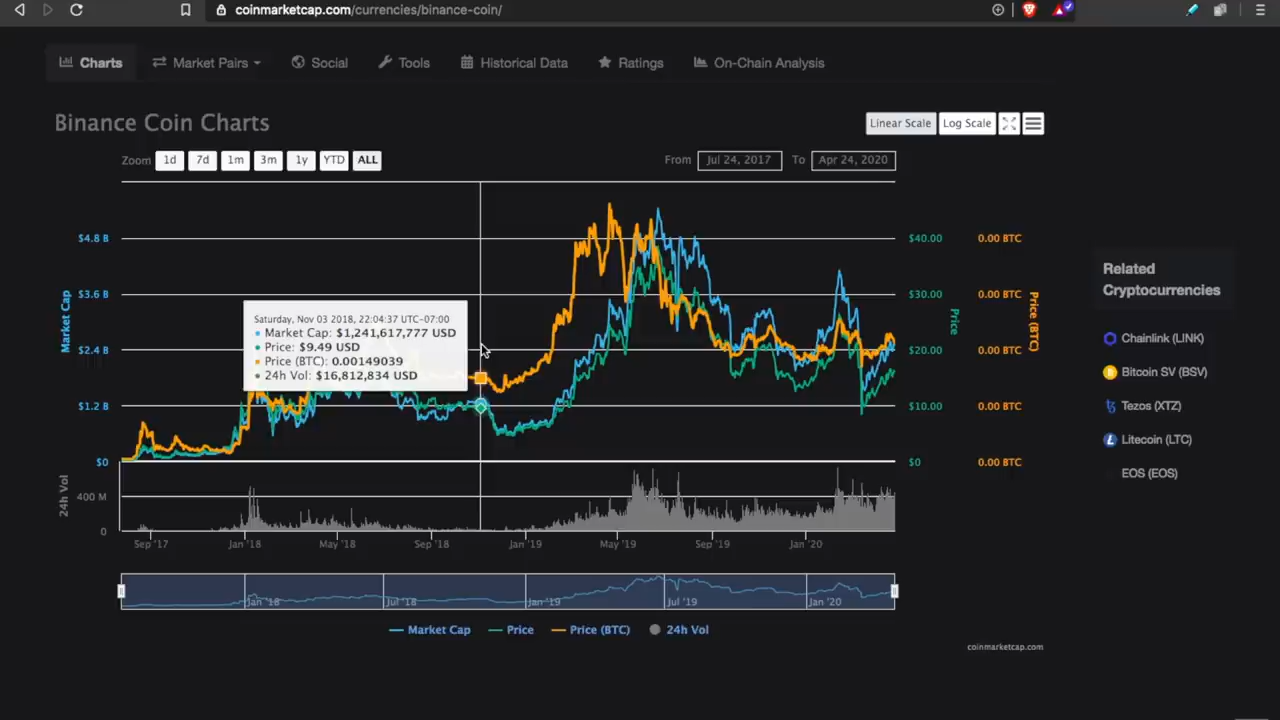 coinmarketcap.com/currencies/binance-coin/
Charts Market Pairs Social Tools Historical Data Ratings On-Chain Analysis
Binance Coin Charts
Linear Scale Log Scale
Zoom 1d 7d 1m 3m 1y YTD ALL
From Jul 24, 2017 To Apr 24, 2020
$4.8 B $40.00 0.00 BTC
$3.6 B $30.00 0.00 BTC
$2.4 B $20.00 0.00 BTC
$1.2 B $10.00 0.00 BTC
$0 $0 0.00 BTC
Market Cap
Price
Price (BTC)
Saturday, Nov 03 2018, 22:04:37 UTC-07:00
Market Cap: $1,241,617,777 USD
Price: $9.49 USD
Price (BTC): 0.00149039
24h Vol: $16,812,834 USD
24h Vol
400 M
0
Sep '17 Jan '18 May '18 Sep '18 Jan '19 May '19 Sep '19 Jan '20
Jan '18 Jul '18 Jan '19 Jul '19 Jan '20
Market Cap Price Price (BTC) 24h Vol
coinmarketcap.com
Related
Cryptocurrencies
Chainlink (LINK)
Bitcoin SV (BSV)
Tezos (XTZ)
Litecoin (LTC)
EOS (EOS)